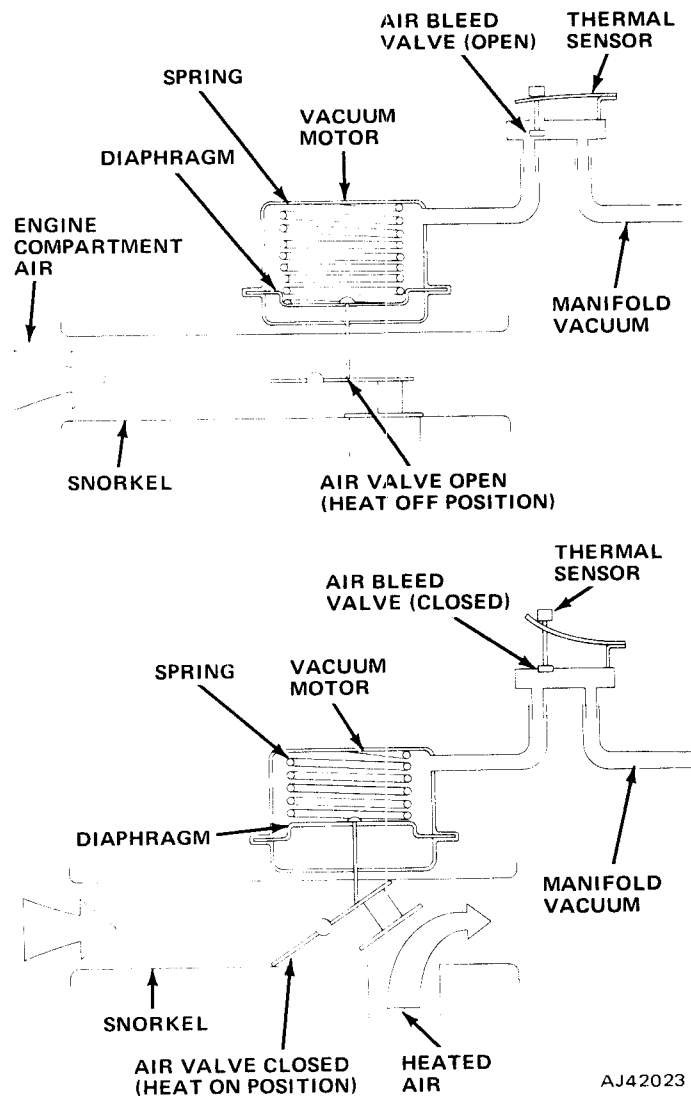 AIR BLEED
VALVE (OPEN)
THERMAL
SENSOR
SPRING
VACUUM
MOTOR
DIAPHRAGM
ENGINE
COMPARTMENT
AIR
MANIFOLD
VACUUM
SNORKEL
AIR VALVE OPEN
(HEAT OFF POSITION)
THERMAL
SENSOR
AIR BLEED
VALVE (CLOSED)
SPRING
VACUUM
MOTOR
DIAPHRAGM
MANIFOLD
VACUUM
SNORKEL
AIR VALVE CLOSED
(HEAT ON POSITION)
HEATED
AIR
AJ42023